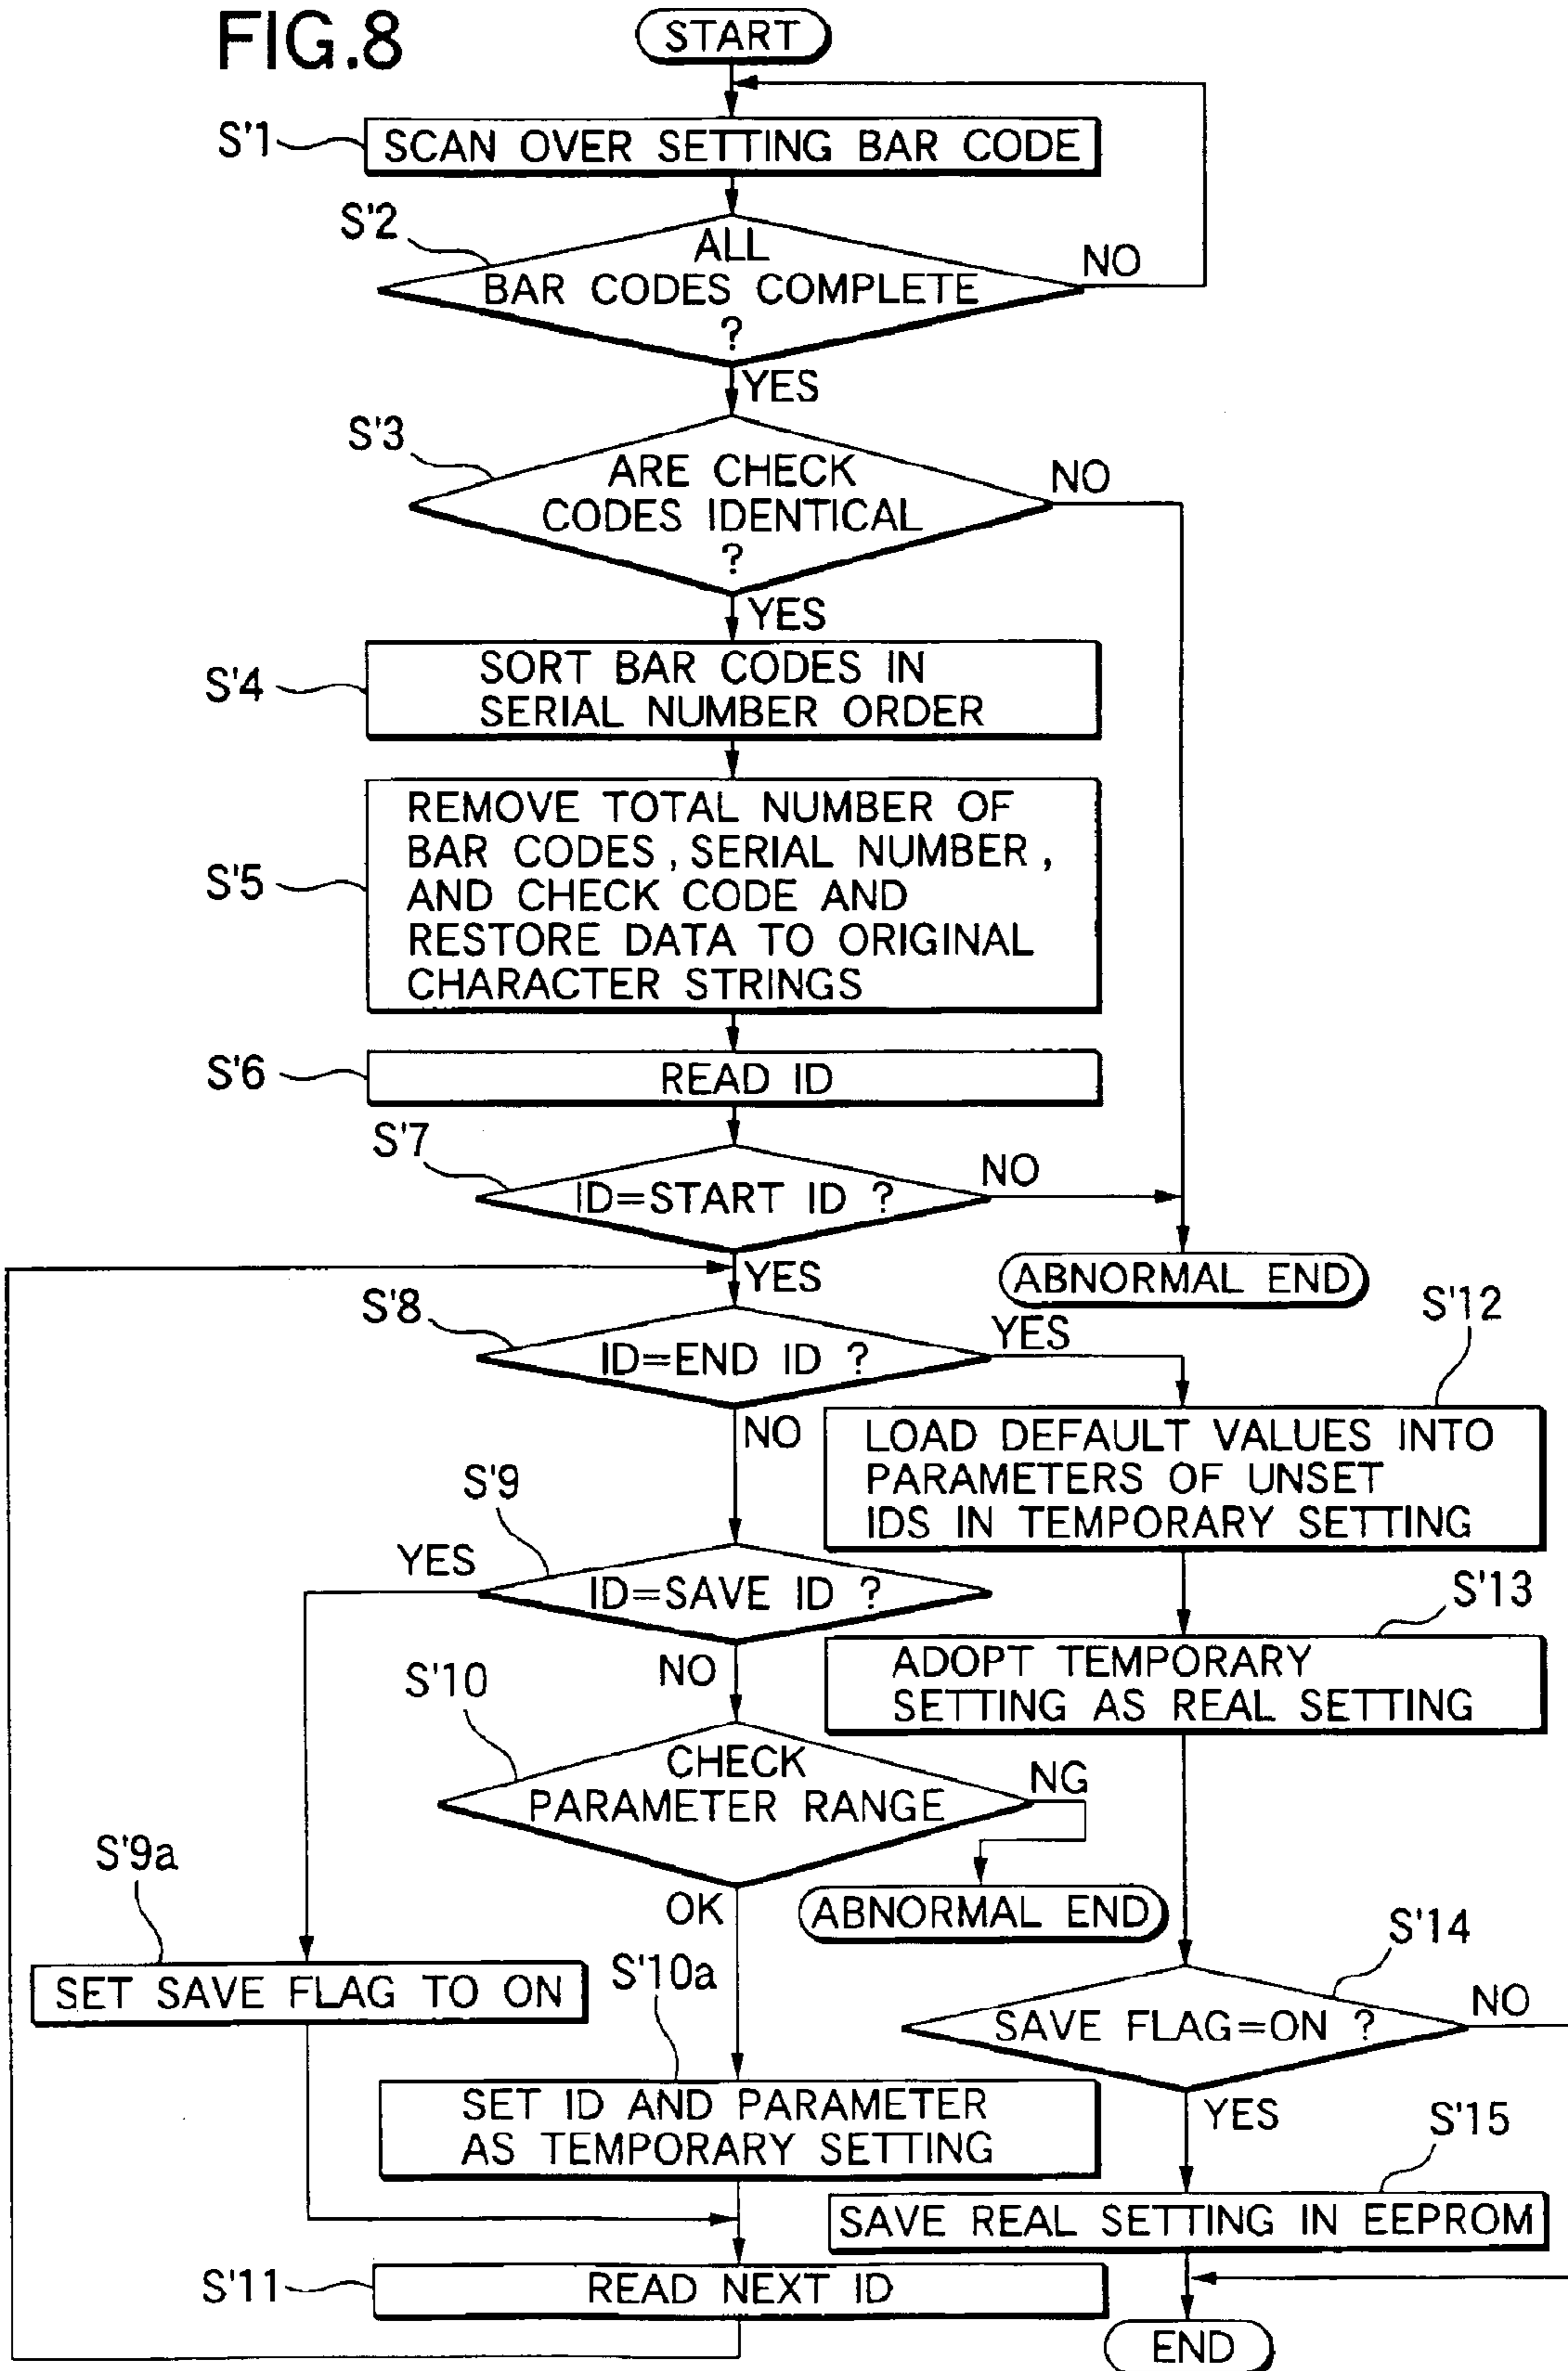 FIG.8
START
S'1
SCAN OVER SETTING BAR CODE
S'2
ALL
BAR CODES COMPLETE
?
NO
YES
S'3
ARE CHECK
CODES IDENTICAL
?
NO
YES
S'4
SORT BAR CODES IN
SERIAL NUMBER ORDER
S'5
REMOVE TOTAL NUMBER OF
BAR CODES, SERIAL NUMBER,
AND CHECK CODE AND
RESTORE DATA TO ORIGINAL
CHARACTER STRINGS
S'6
READ ID
S'7
ID=START ID ?
NO
YES
ABNORMAL END
S'8
ID=END ID ?
YES
NO
S'12
LOAD DEFAULT VALUES INTO
PARAMETERS OF UNSET
IDS IN TEMPORARY SETTING
S'9
ID=SAVE ID ?
YES
NO
S'13
ADOPT TEMPORARY
SETTING AS REAL SETTING
S'10
CHECK
PARAMETER RANGE
NG
OK
ABNORMAL END
S'9a
SET SAVE FLAG TO ON
S'10a
SET ID AND PARAMETER
AS TEMPORARY SETTING
S'14
SAVE FLAG=ON ?
NO
YES
S'15
SAVE REAL SETTING IN EEPROM
S'11
READ NEXT ID
END